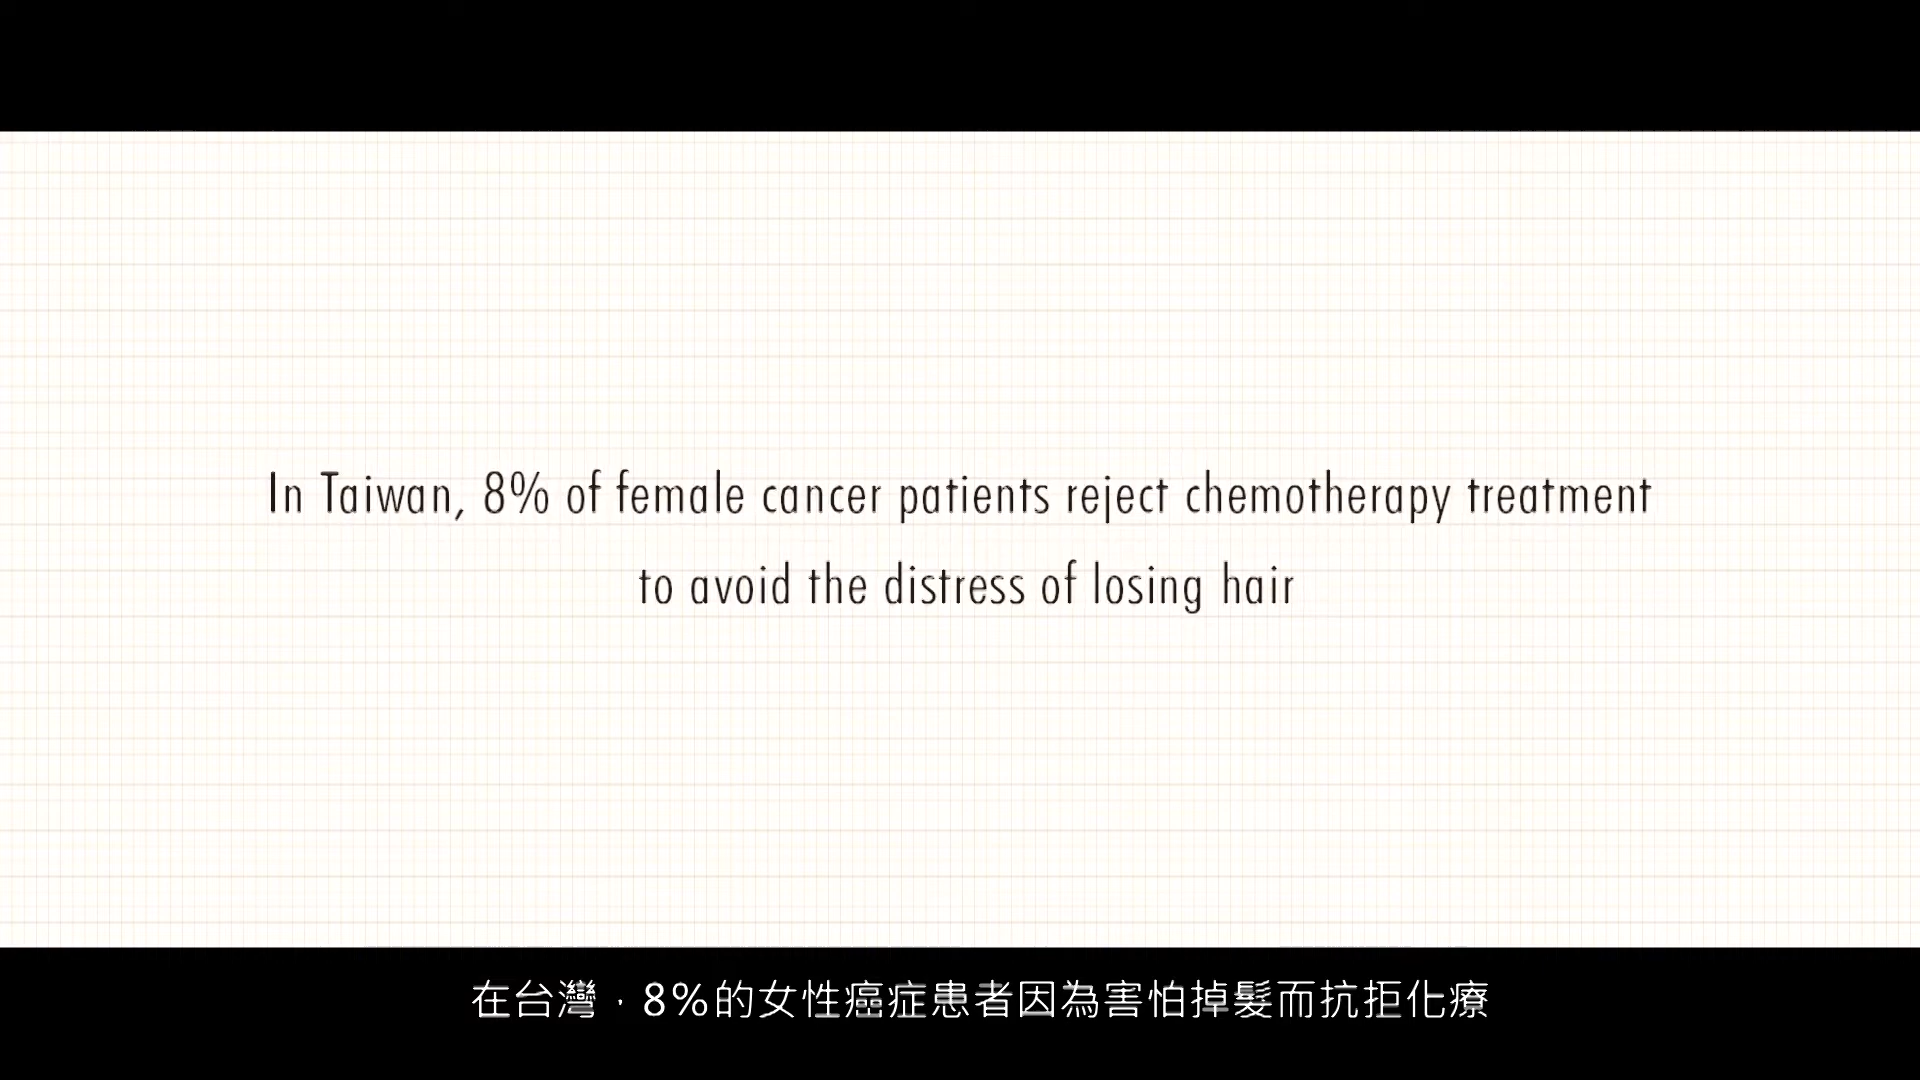 In Taiwan, 8% of female cancer patients reject chemotherapy treatment
to avoid the distress of losing hair
在台灣，8%的女性癌症患者因為害怕掉髮而抗拒化療